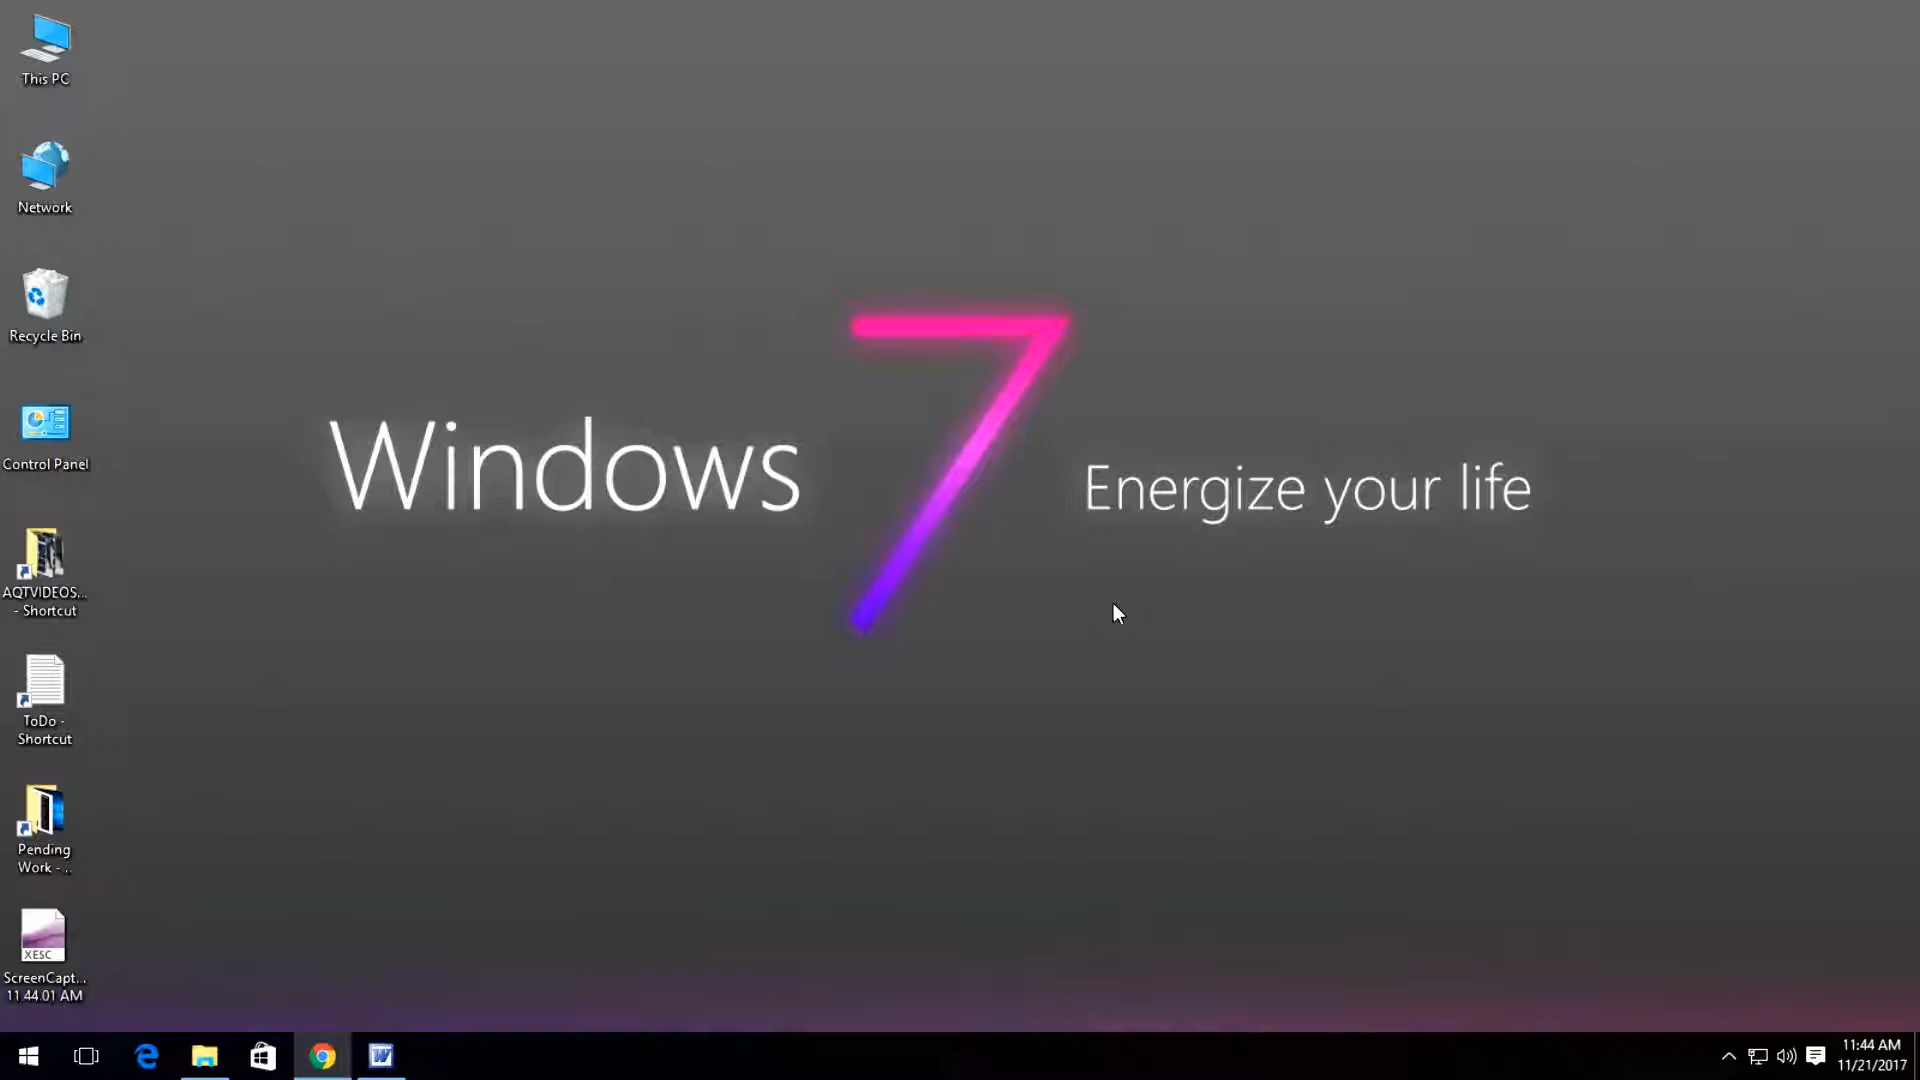 This PC
Network
Recycle Bin
Control Panel
AQTVIDEOS...
- Shortcut
ToDo -
Shortcut
Pending
Work - ..
XESC
ScreenCapt...
11.44.01 AM
Windows 7 Energize your life
11:44 AM
11/21/2017